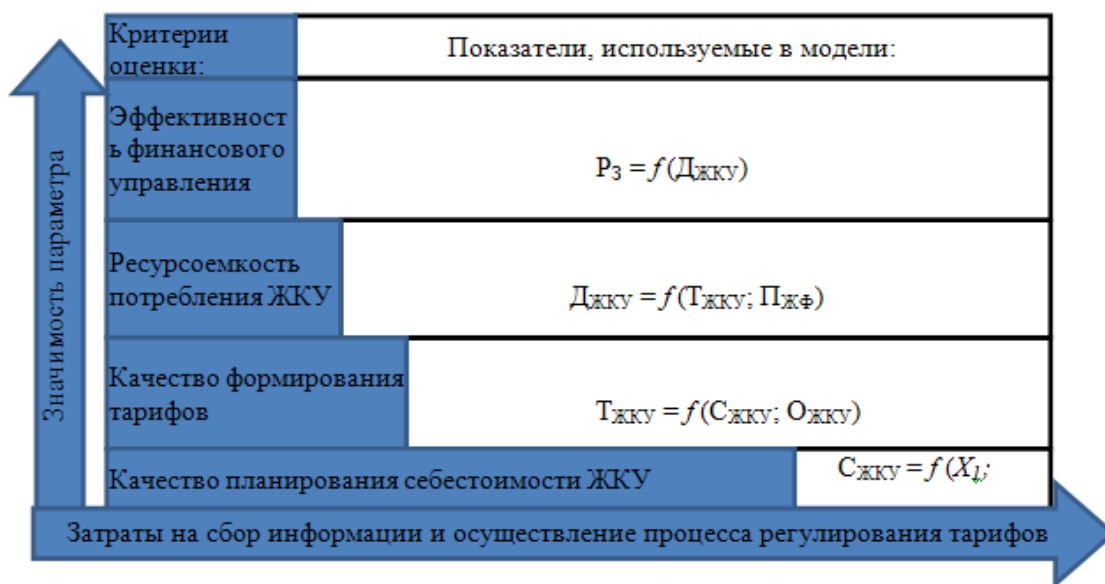 Критерии
оценки:
Показатели, используемые в модели:
Эффективност
ь финансового
управления
Рз = f(Джку)
Ресурсоемкость
потребления ЖКУ
Джку = f(Тжку; Пжф)
Качество формирования
тарифов
Тжку = f(Сжку; Ожку)
Качество планирования себестоимости ЖКУ
Сжку = f (X1;
Значимость параметра
Затраты на сбор информации и осуществление процесса регулирования тарифов